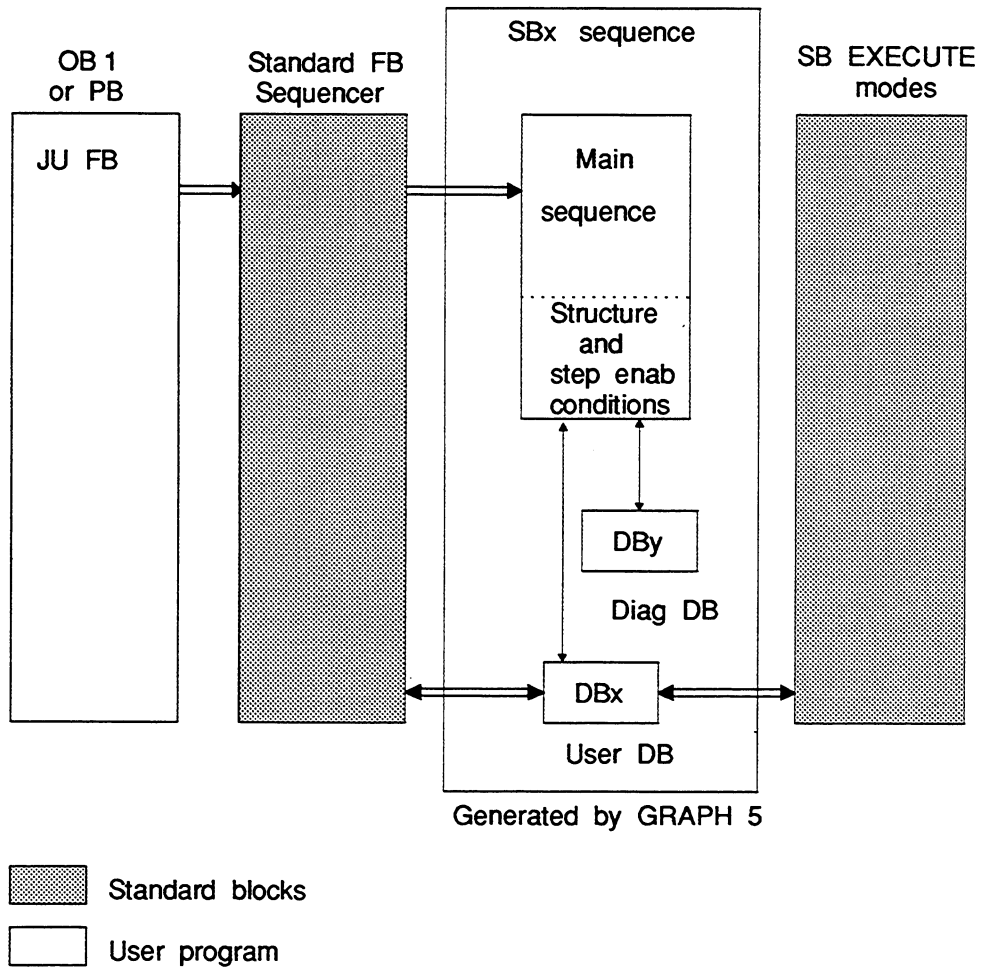 OB 1
or PB
Standard FB
Sequencer
SBx sequence
SB EXECUTE
modes
JU FB
Main
sequence
Structure
and
step enab
conditions
DBy
Diag DB
DBx
User DB
Generated by GRAPH 5
Standard blocks
User program